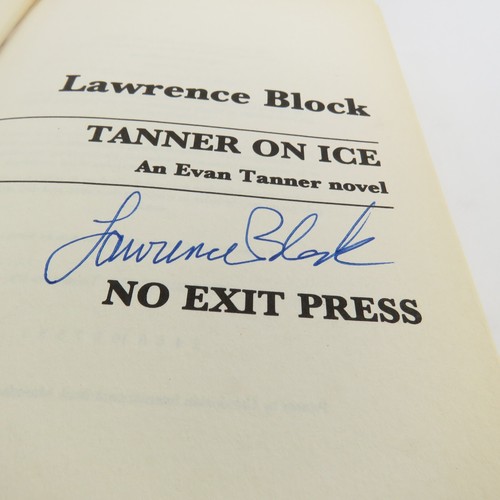 Lawrence Block
TANNER ON ICE
An Evan Tanner novel
Lawrence Block
NO EXIT PRESS